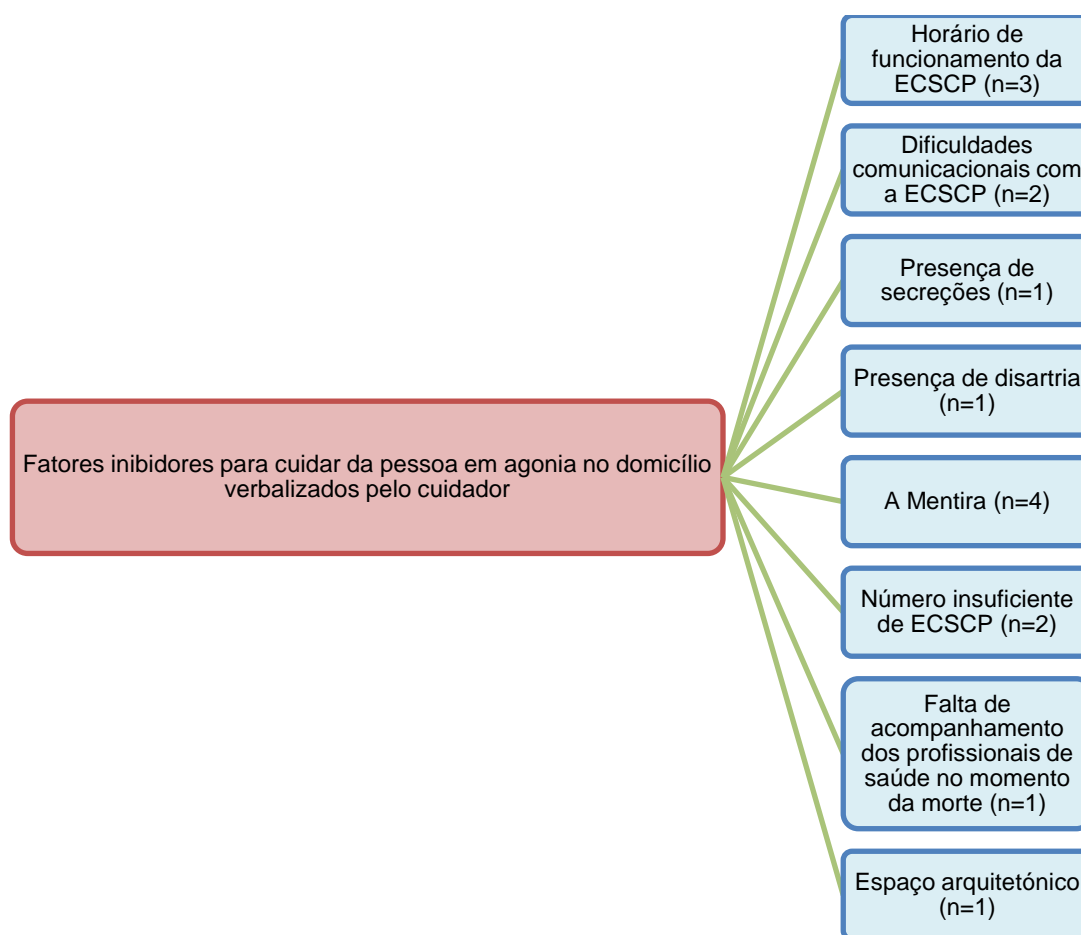 Horário de
funcionamento da
ECSCP (n=3)
Dificuldades
comunicacionais com
a ECSCP (n=2)
Presença de
secreções (n=1)
Presença de disartria
(n=1)
Fatores inibidores para cuidar da pessoa em agonia no domicílio
verbalizados pelo cuidador
A Mentira (n=4)
Número insuficiente
de ECSCP (n=2)
Falta de
acompanhamento
dos profissionais de
saúde no momento
da morte (n=1)
Espaço arquitetónico
(n=1)